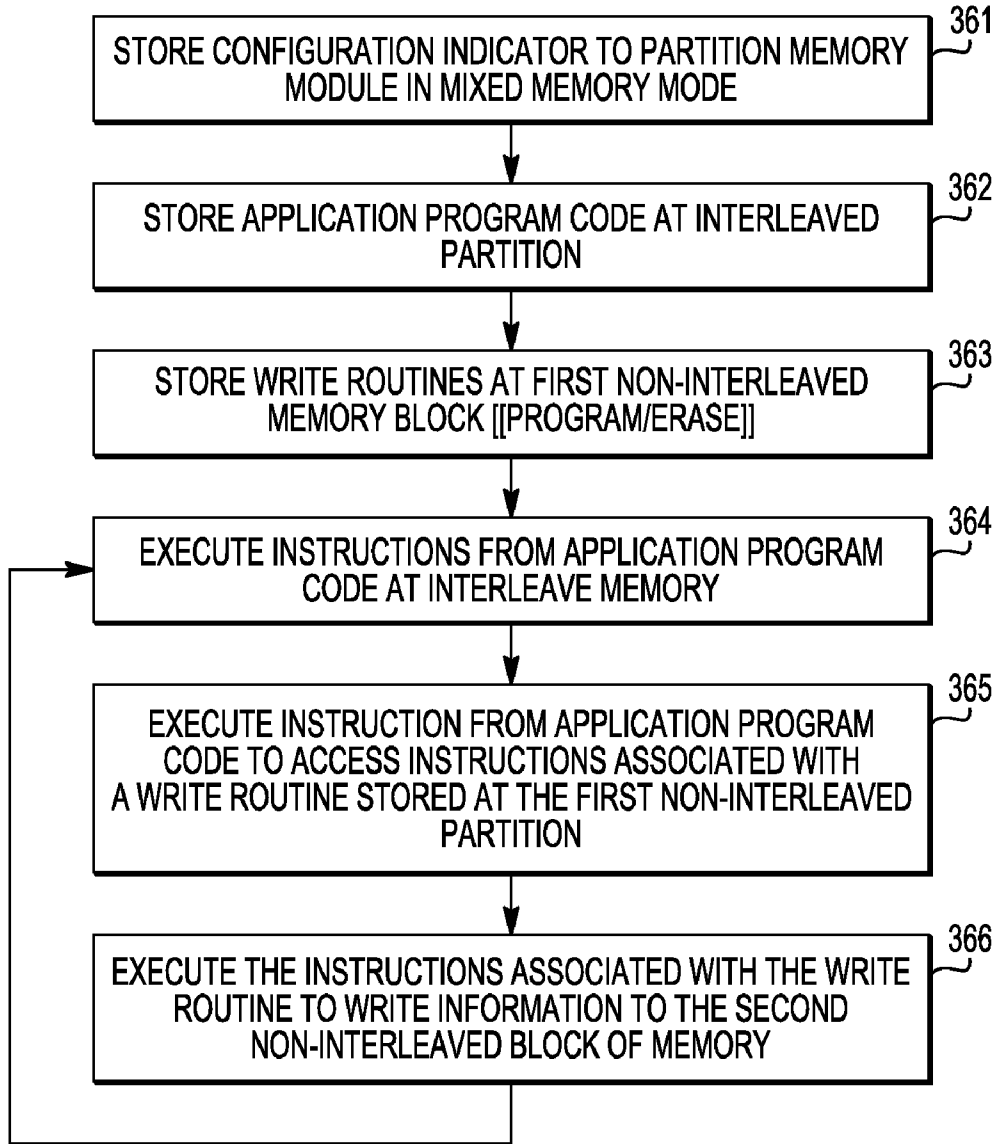 361
STORE CONFIGURATION INDICATOR TO PARTITION MEMORY
MODULE IN MIXED MEMORY MODE
362
STORE APPLICATION PROGRAM CODE AT INTERLEAVED
PARTITION
363
STORE WRITE ROUTINES AT FIRST NON-INTERLEAVED
MEMORY BLOCK [[PROGRAM/ERASE]]
364
EXECUTE INSTRUCTIONS FROM APPLICATION PROGRAM
CODE AT INTERLEAVE MEMORY
365
EXECUTE INSTRUCTION FROM APPLICATION PROGRAM
CODE TO ACCESS INSTRUCTIONS ASSOCIATED WITH
A WRITE ROUTINE STORED AT THE FIRST NON-INTERLEAVED
PARTITION
366
EXECUTE THE INSTRUCTIONS ASSOCIATED WITH THE WRITE
ROUTINE TO WRITE INFORMATION TO THE SECOND
NON-INTERLEAVED BLOCK OF MEMORY